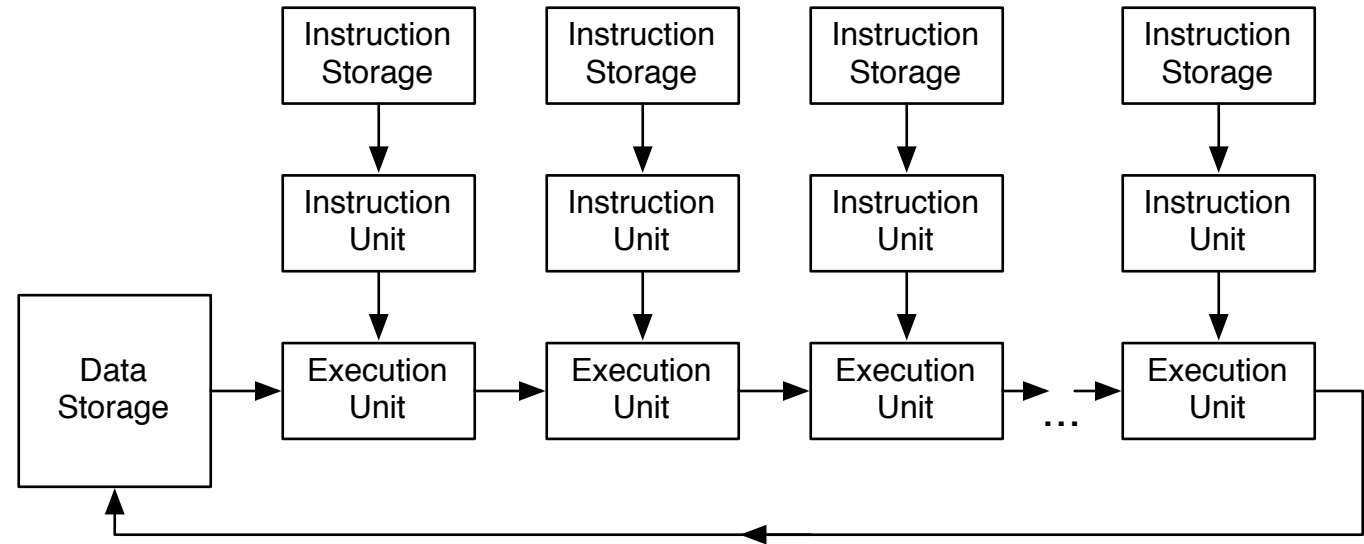 Instruction
Storage
Instruction
Storage
Instruction
Storage
Instruction
Storage
Instruction
Unit
Instruction
Unit
Instruction
Unit
Instruction
Unit
Data
Storage
Execution
Unit
Execution
Unit
Execution
Unit
...
Execution
Unit